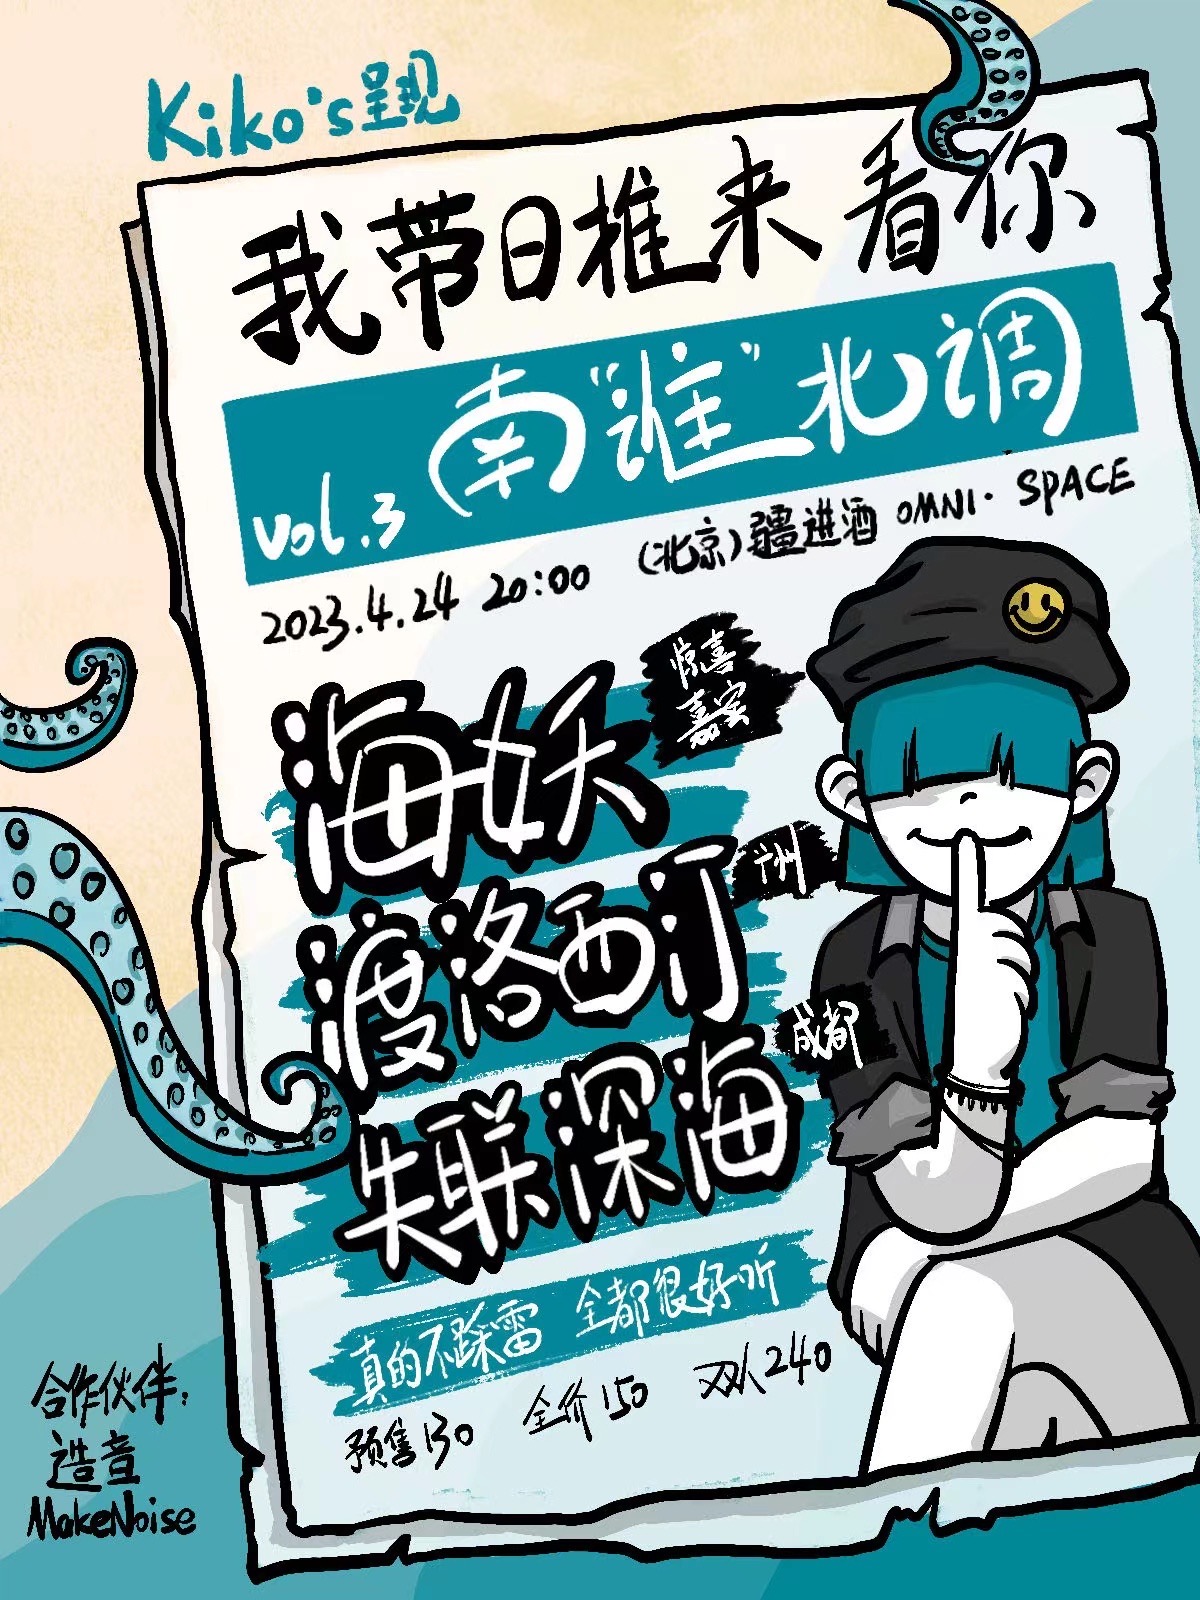 Kiko's呈现
我带日推来看你
Vol.3 南"谁"北调
2023.4.24 20:00 (北京)疆进酒 OMNI· SPACE
海妖 惊喜嘉宾
渡洛西汀 广州
失联深海 成都
真的不踩雷 全都很好听
预售130 全价150 双人240
合作伙伴:
造音
MakeNoise